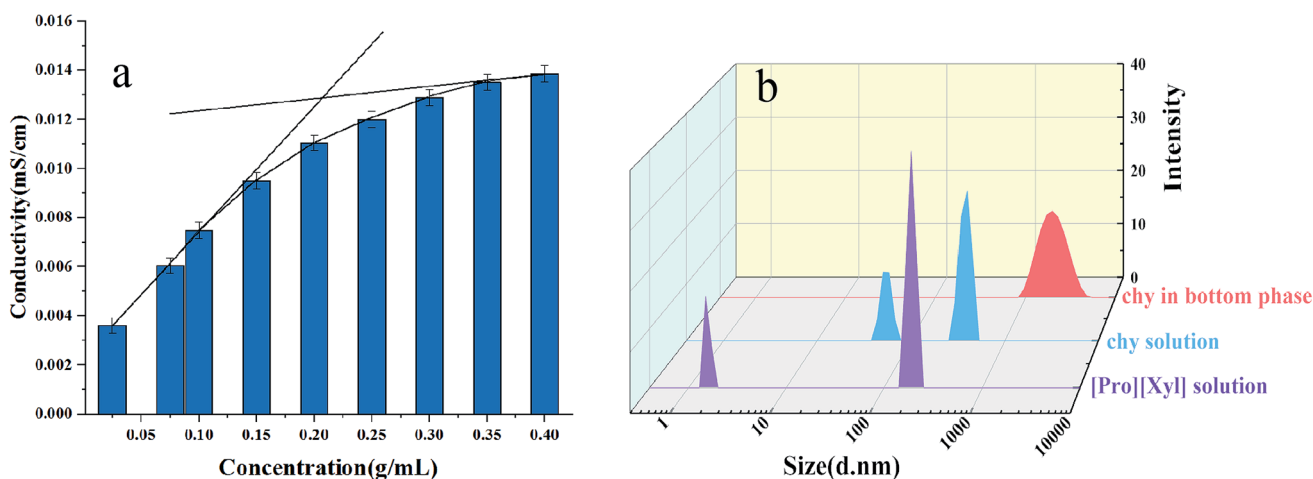 a
Conductivity(mS/cm)
0.016
0.014
0.012
0.010
0.008
0.006
0.004
0.002
0.000
0.05 0.10 0.15 0.20 0.25 0.30 0.35 0.40
Concentration(g/mL)
b
40
30
20
10
0
Intensity
chy in bottom phase
chy solution
[Pro][Xyl] solution
1 10 100 1000 10000
Size(d.nm)